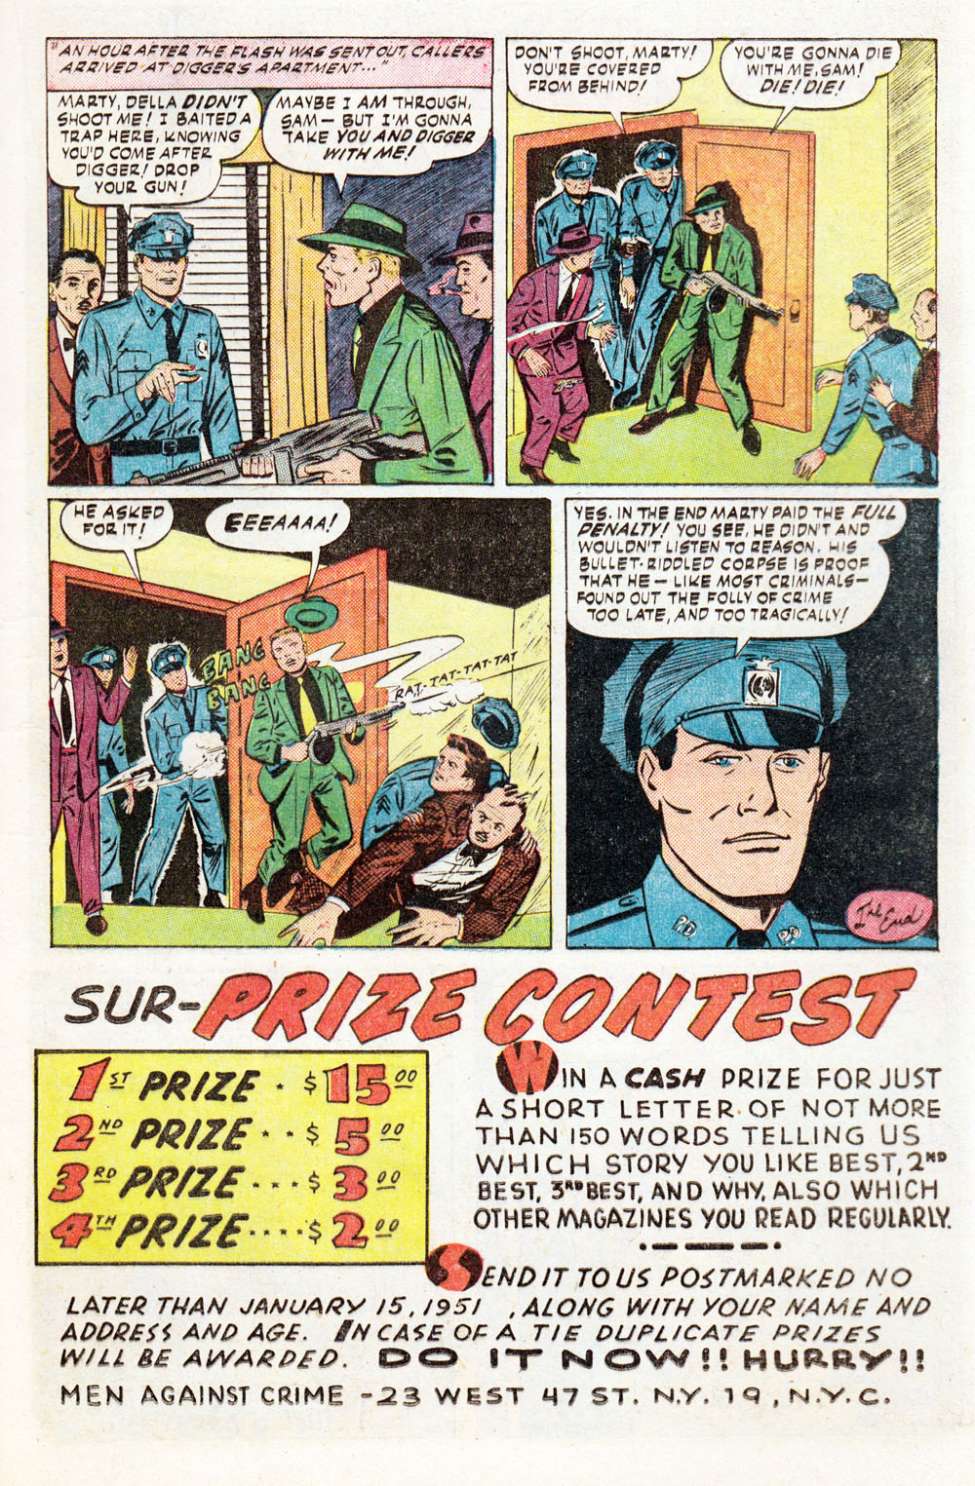 "AN HOUR AFTER THE FLASH WAS SENT OUT, CALLERS
ARRIVED AT DIGGER'S APARTMENT..."
MARTY, DELLA DIDN'T
SHOOT ME! I BAITED A
TRAP HERE, KNOWING
YOU'D COME AFTER
DIGGER! DROP
YOUR GUN!
MAYBE I AM THROUGH,
SAM— BUT I'M GONNA
TAKE YOU AND DIGGER
WITH ME!
DON'T SHOOT, MARTY!
YOU'RE COVERED
FROM BEHIND!
YOU'RE GONNA DIE
WITH ME, SAM!
DIE! DIE!
HE ASKED
FOR IT!
EEEAAAA!
BANG
BANG
RAT-TAT-TAT-TAT
YES. IN THE END MARTY PAID THE FULL
PENALTY! YOU SEE, HE DIDN'T AND
WOULDN'T LISTEN TO REASON. HIS
BULLET-RIDDLED CORPSE IS PROOF
THAT HE — LIKE MOST CRIMINALS—
FOUND OUT THE FOLLY OF CRIME
TOO LATE, AND TOO TRAGICALLY!
P.D.
P.D.
The End
SUR-PRIZE CONTEST
1ST PRIZE · $15.00
2ND PRIZE · · $ 5.00
3RD PRIZE · · · $ 3.00
4TH PRIZE · · · · $ 2.00
WIN A CASH PRIZE FOR JUST
A SHORT LETTER OF NOT MORE
THAN 150 WORDS TELLING US
WHICH STORY YOU LIKE BEST, 2ND
BEST, 3RD BEST, AND WHY, ALSO WHICH
OTHER MAGAZINES YOU READ REGULARLY.
SEND IT TO US POSTMARKED NO
LATER THAN JANUARY 15, 1951 , ALONG WITH YOUR NAME AND
ADDRESS AND AGE. IN CASE OF A TIE DUPLICATE PRIZES
WILL BE AWARDED. DO IT NOW!! HURRY!!
MEN AGAINST CRIME -23 WEST 47 ST. N.Y. 19, N.Y.C.